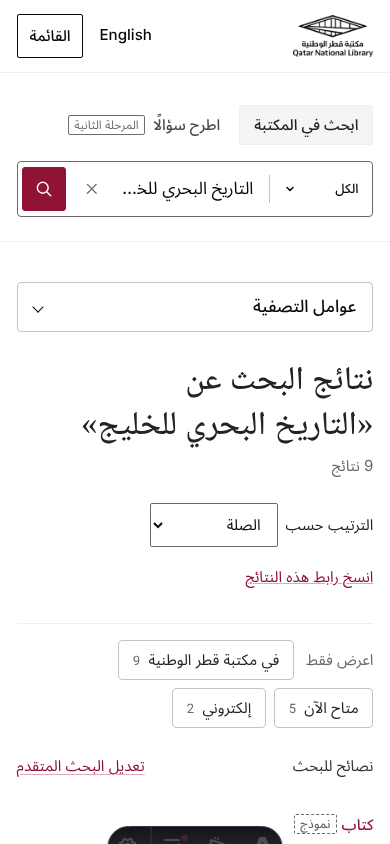 مكتبة قطر الوطنية
Qatar National Library
English
القائمة
ابحث في المكتبة
اطرح سؤالًا
المرحلة الثانية
الكل
التاريخ البحري للخـ...
عوامل التصفية
نتائج البحث عن
«التاريخ البحري للخليج»
9 نتائج
الترتيب حسب
الصلة
انسخ رابط هذه النتائج
اعرض فقط
في مكتبة قطر الوطنية 9
متاح الآن 5
إلكتروني 2
نصائح للبحث
تعديل البحث المتقدم
كتاب
نموذج